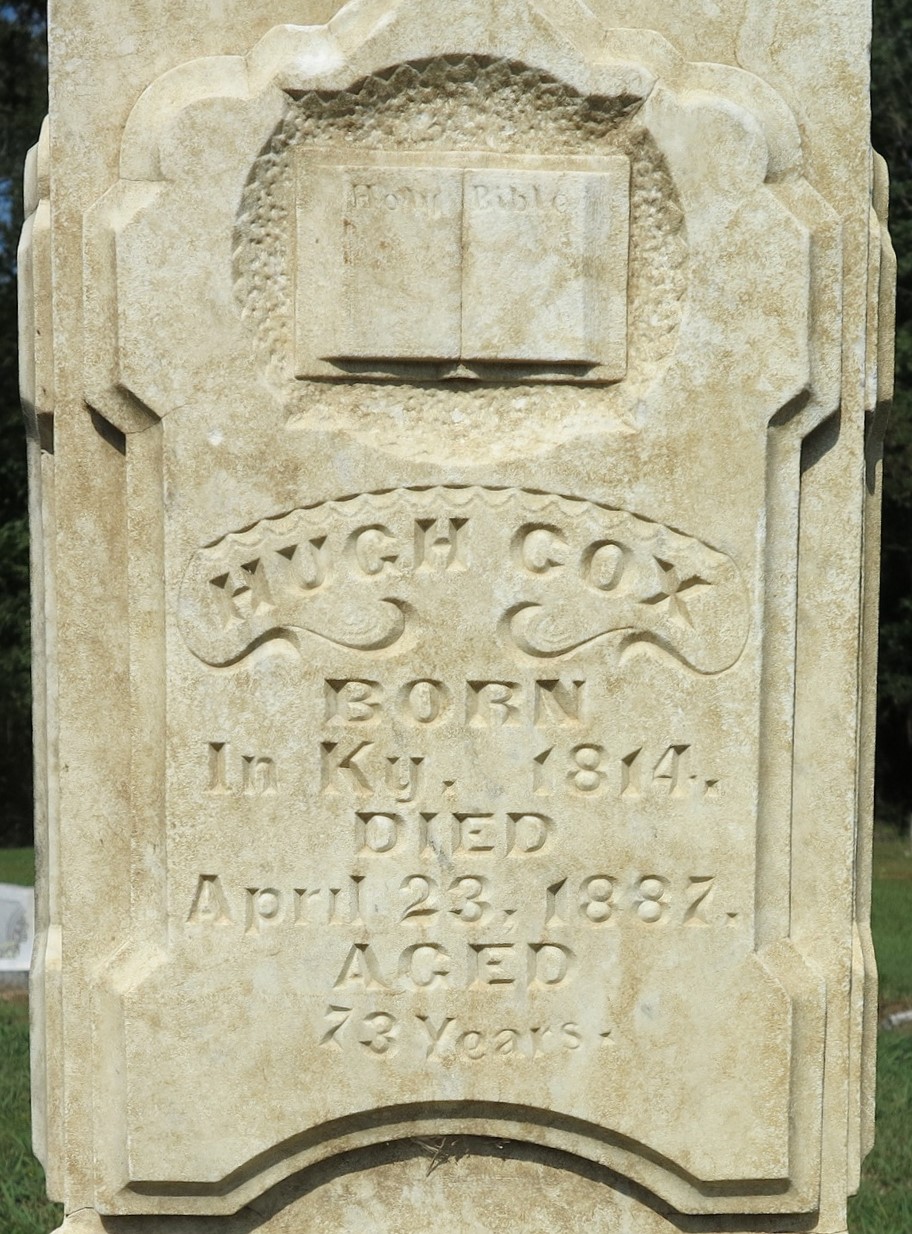 Holy Bible
HUGH COX
BORN
In Ky. 1814.
DIED
April 23, 1887.
AGED
73 Years.